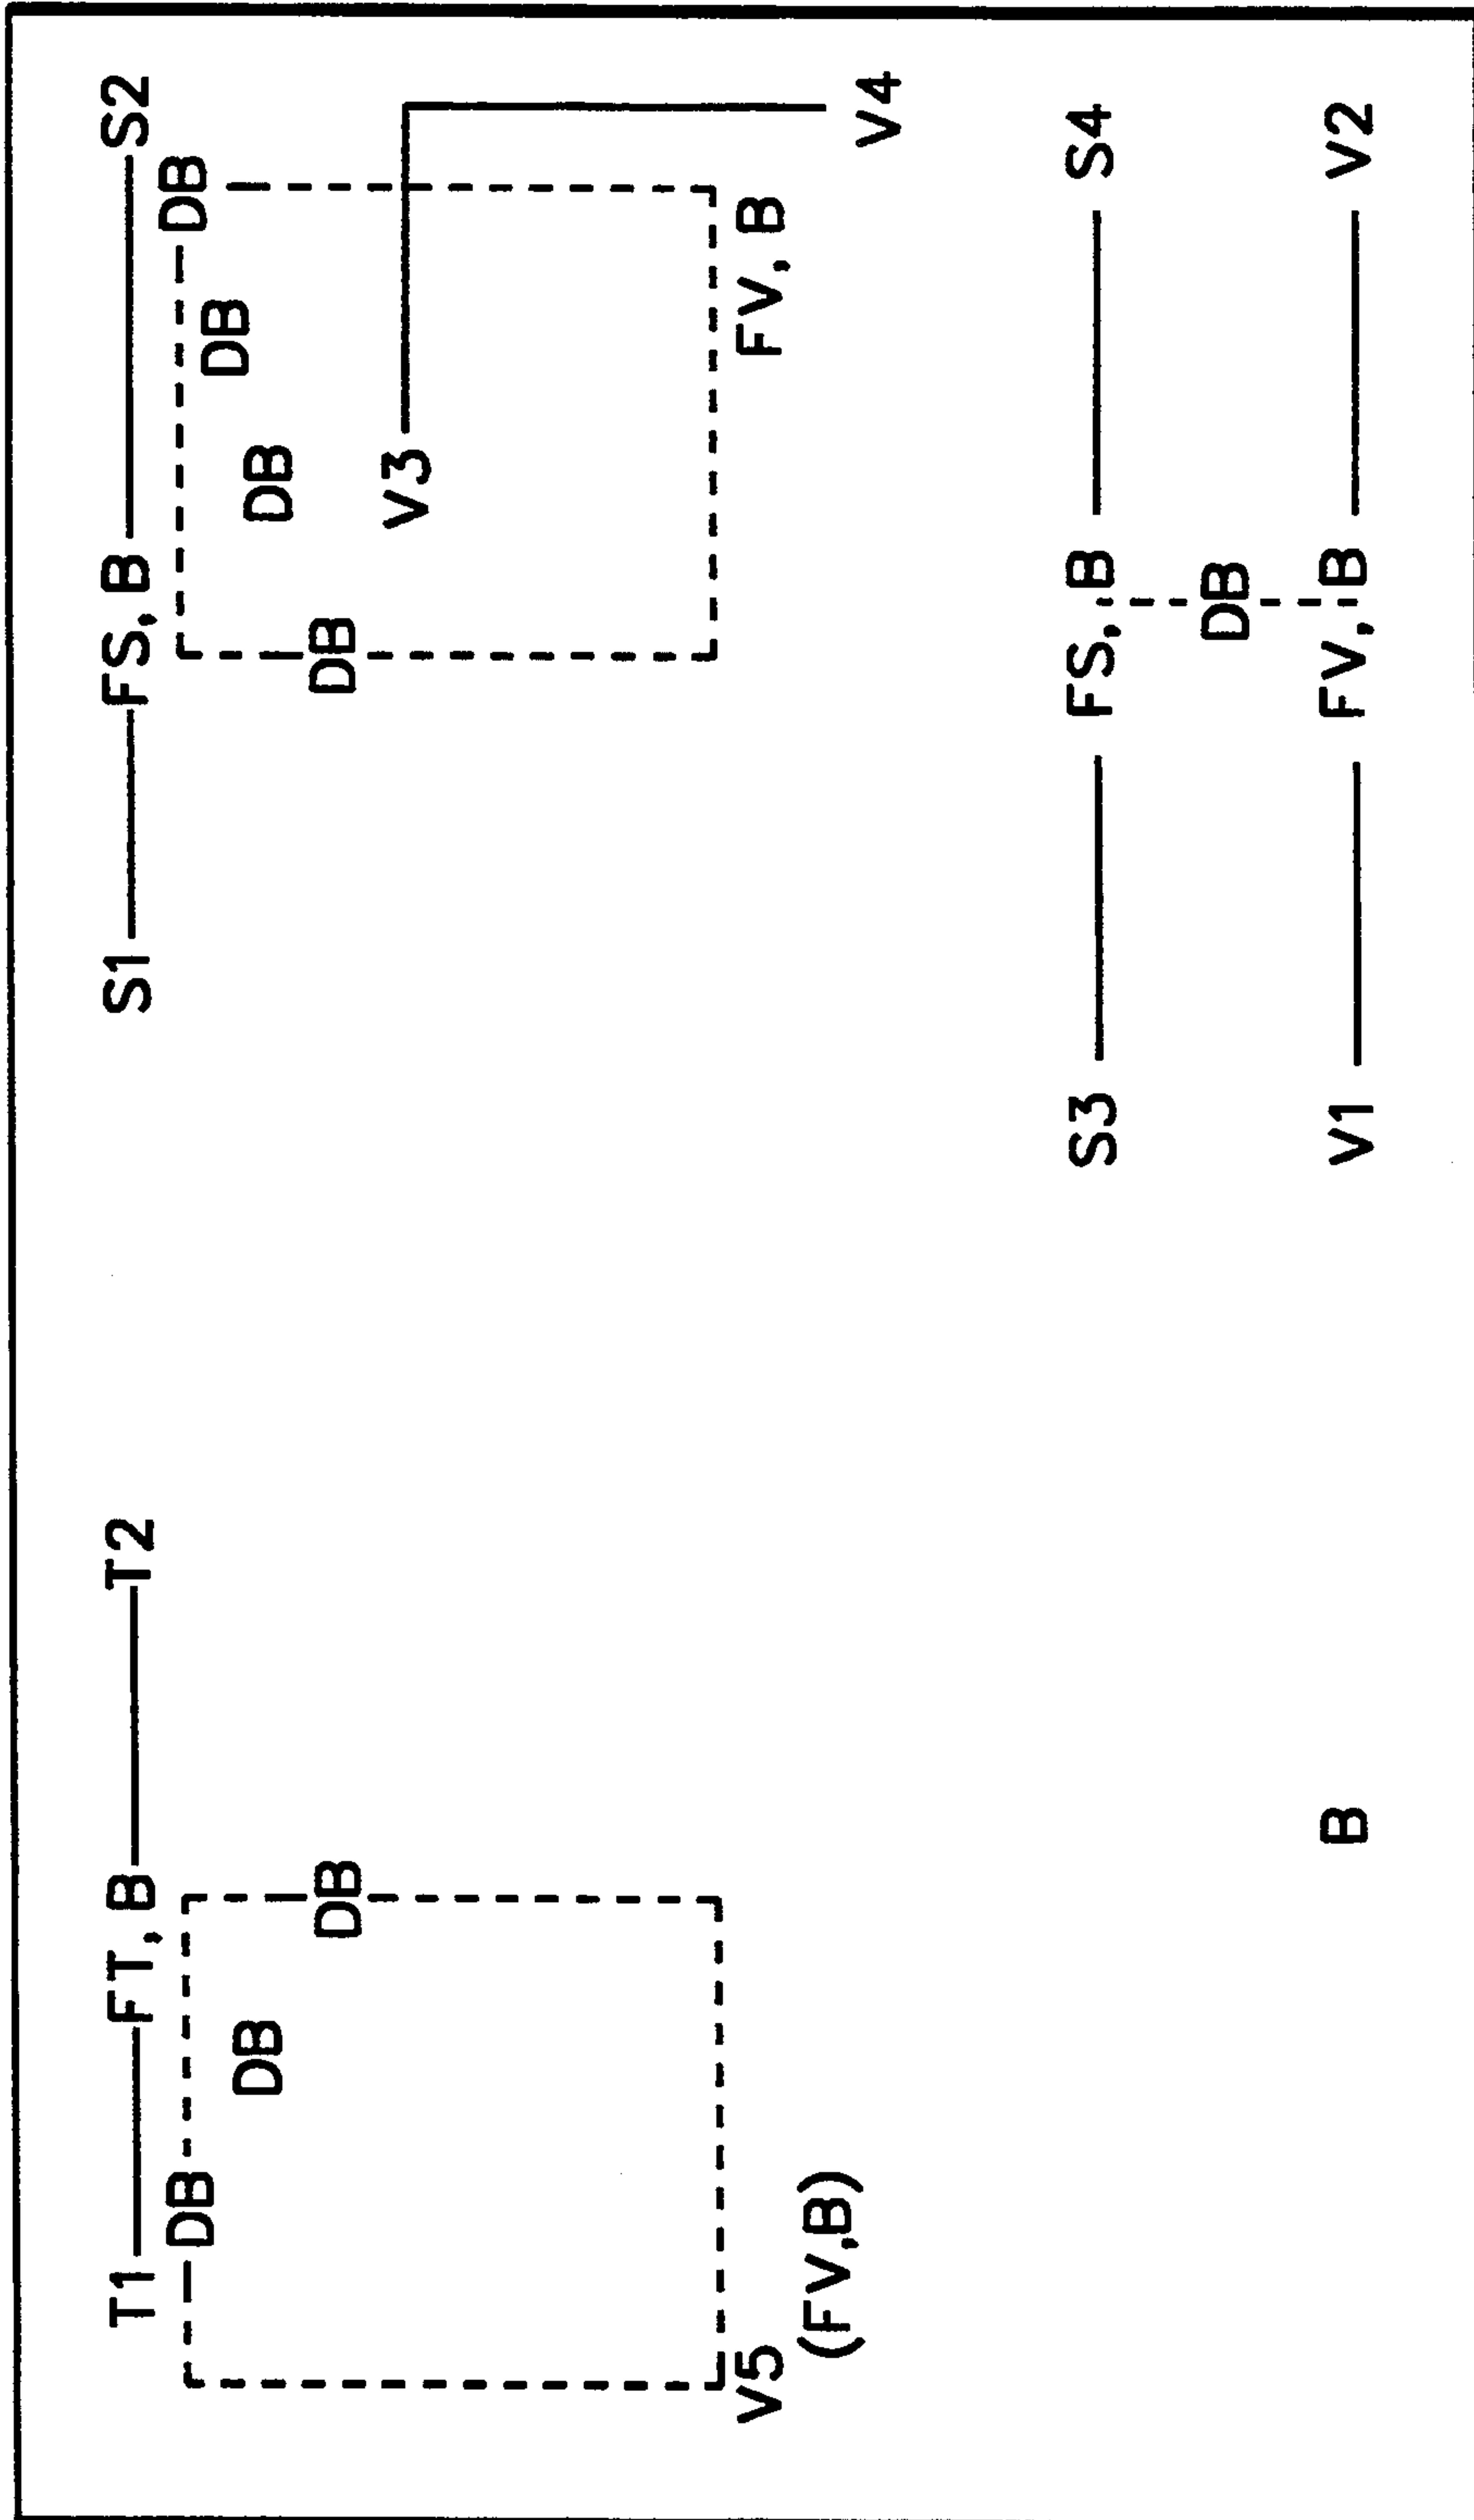 T1 FT, B T2 S1 FS, B S2
DB DB
DB
DB DB
DB DB
V3
V5 FV, B
(FV,B)
V4
S3 FS, B S4
DB
B V1 FV, B V2